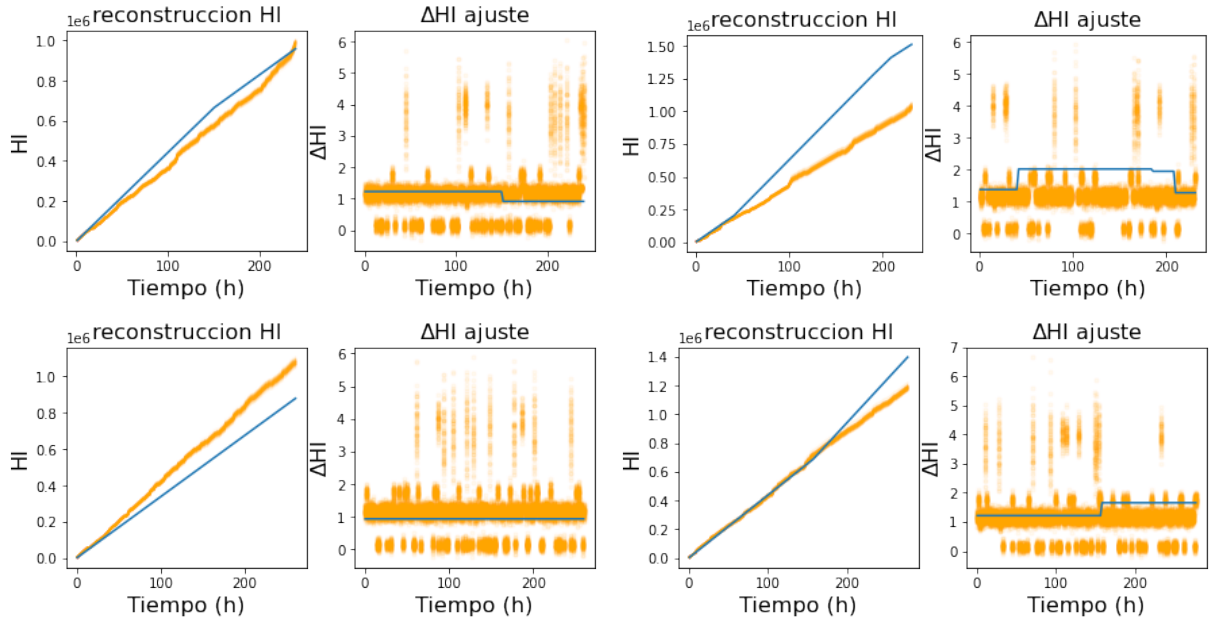 reconstruccion HI
ΔHI ajuste
reconstruccion HI
ΔHI ajuste
1e6
1.0
0.8
0.6
0.4
0.2
0.0
HI
0
100
200
Tiempo (h)
6
5
4
3
2
1
0
ΔHI
0
200
Tiempo (h)
1e6
1.50
1.25
1.00
0.75
0.50
0.25
0.00
HI
0
100
200
Tiempo (h)
6
5
4
3
2
1
0
ΔHI
0
200
Tiempo (h)
reconstruccion HI
ΔHI ajuste
reconstruccion HI
ΔHI ajuste
1e6
1.0
0.8
0.6
0.4
0.2
0.0
HI
0
100
200
Tiempo (h)
6
5
4
3
2
1
0
ΔHI
0
200
Tiempo (h)
1e6
1.4
1.2
1.0
0.8
0.6
0.4
0.2
0.0
HI
0
100
200
Tiempo (h)
7
6
5
4
3
2
1
0
ΔHI
0
200
Tiempo (h)